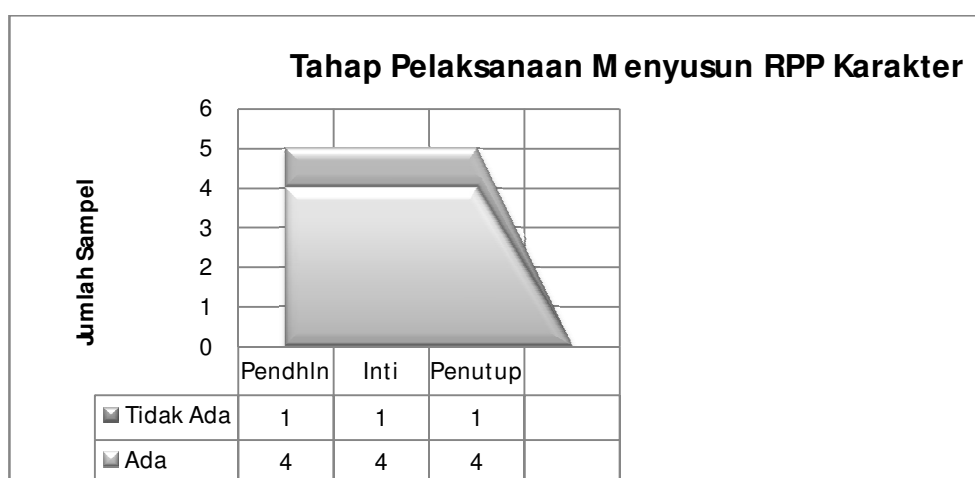 Tahap Pelaksanaan Menyusun RPP Karakter
Jumlah Sampel
6
5
4
3
2
1
0
Pendhln Inti Penutup
Tidak Ada 1 1 1
Ada 4 4 4